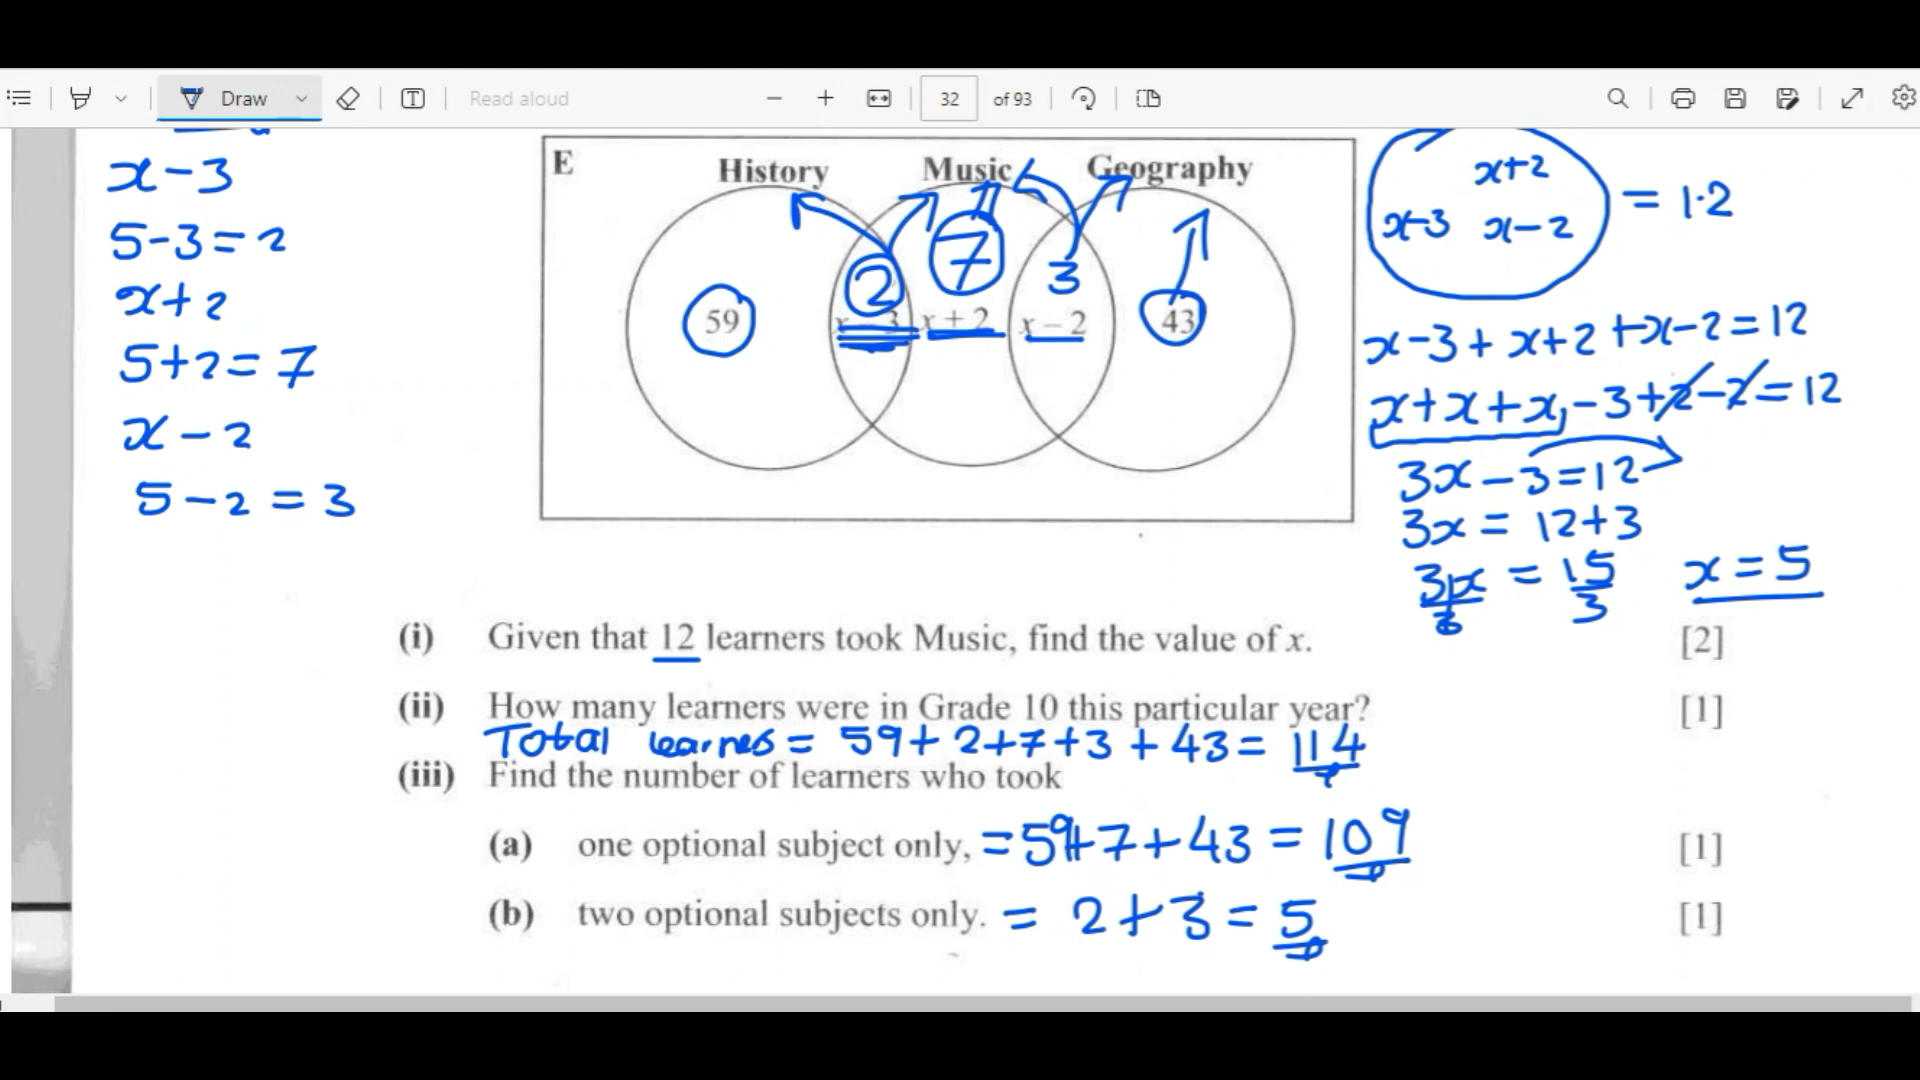 Draw
Read aloud
32 of 93
x-3
5-3=2
x+2
5+2=7
x-2
5-2=3
E
History Music Geography
2 7 3
59 x - 3 x + 2 x - 2 43
x+2
x-3 x-2 = 1·2
x-3+x+2+x-2=12
x+x+x-3+2-2=12
3x-3=12
3x = 12+3
3x/3 = 15/3 x=5
(i) Given that 12 learners took Music, find the value of x. [2]
(ii) How many learners were in Grade 10 this particular year? [1]
Total learnes = 59+2+7+3+43= 114
(iii) Find the number of learners who took
(a) one optional subject only, =59+7+43=109 [1]
(b) two optional subjects only. = 2+3=5 [1]